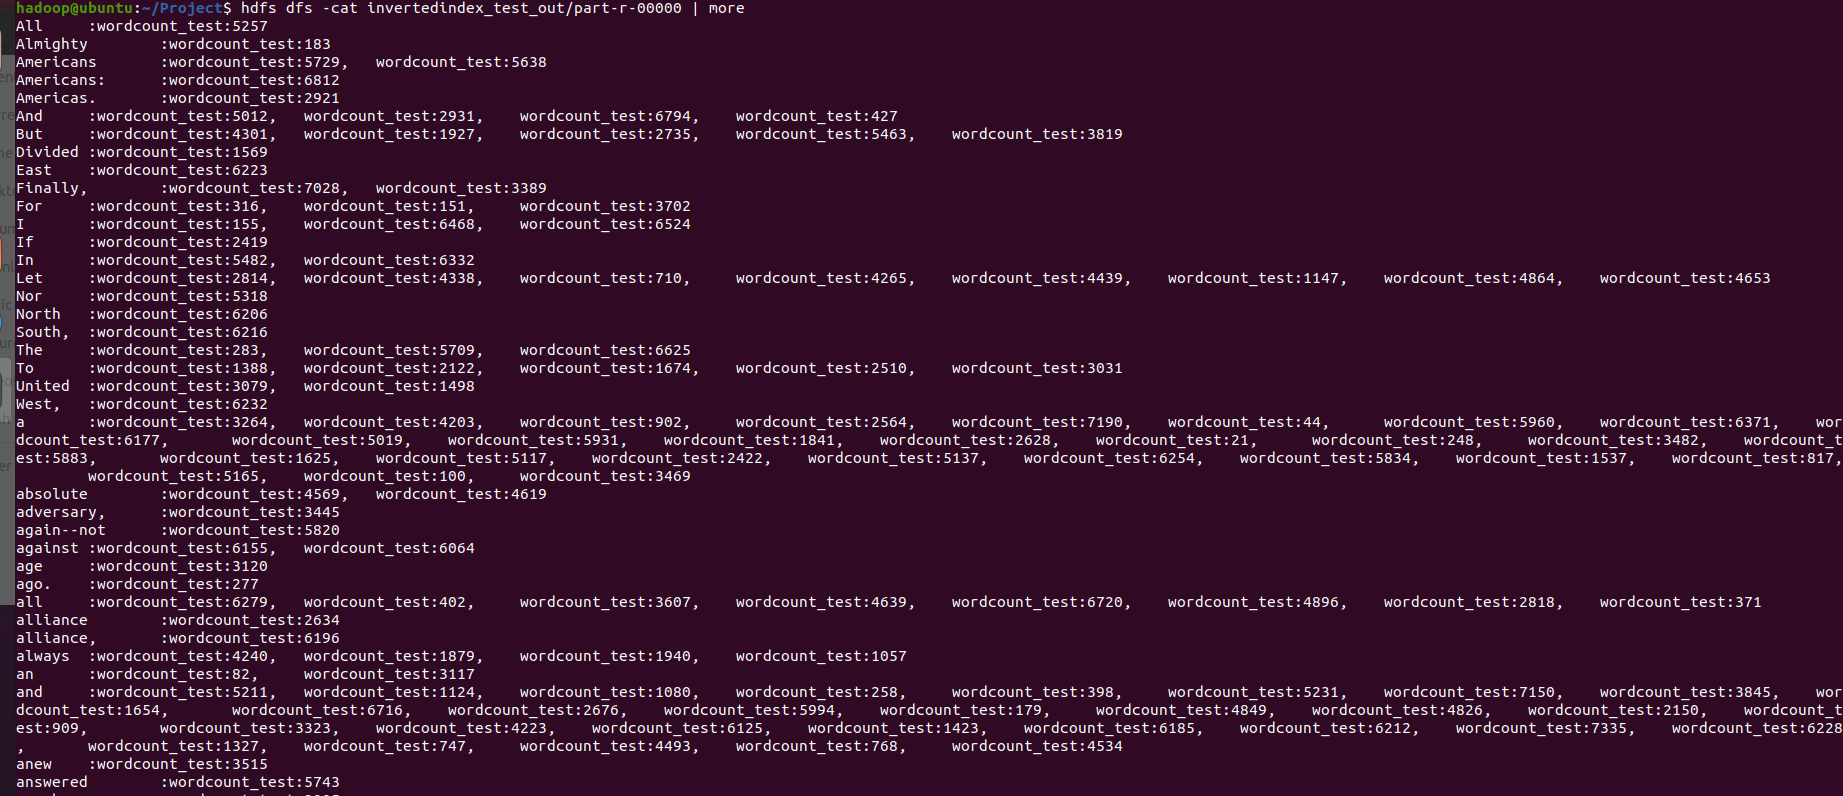 hadoop@ubuntu:~/Project$ hdfs dfs -cat invertedindex_test_out/part-r-00000 | more
All	:wordcount_test:5257
Almighty	:wordcount_test:183
Americans	:wordcount_test:5729,	wordcount_test:5638
Americans:	:wordcount_test:6812
Americas.	:wordcount_test:2921
And	:wordcount_test:5012,	wordcount_test:2931,	wordcount_test:6794,	wordcount_test:427
But	:wordcount_test:4301,	wordcount_test:1927,	wordcount_test:2735,	wordcount_test:5463,	wordcount_test:3819
Divided	:wordcount_test:1569
East	:wordcount_test:6223
Finally,	:wordcount_test:7028,	wordcount_test:3389
For	:wordcount_test:316,	wordcount_test:151,	wordcount_test:3702
I	:wordcount_test:155,	wordcount_test:6468,	wordcount_test:6524
If	:wordcount_test:2419
In	:wordcount_test:5482,	wordcount_test:6332
Let	:wordcount_test:2814,	wordcount_test:4338,	wordcount_test:710,	wordcount_test:4265,	wordcount_test:4439,	wordcount_test:1147,	wordcount_test:4864,	wordcount_test:4653
Nor	:wordcount_test:5318
North	:wordcount_test:6206
South,	:wordcount_test:6216
The	:wordcount_test:283,	wordcount_test:5709,	wordcount_test:6625
To	:wordcount_test:1388,	wordcount_test:2122,	wordcount_test:1674,	wordcount_test:2510,	wordcount_test:3031
United	:wordcount_test:3079,	wordcount_test:1498
West,	:wordcount_test:6232
a	:wordcount_test:3264,	wordcount_test:4203,	wordcount_test:902,	wordcount_test:2564,	wordcount_test:7190,	wordcount_test:44,	wordcount_test:5960,	wordcount_test:6371,	wor
dcount_test:6177,	wordcount_test:5019,	wordcount_test:5931,	wordcount_test:1841,	wordcount_test:2628,	wordcount_test:21,	wordcount_test:248,	wordcount_test:3482,	wordcount_t
est:5883,	wordcount_test:1625,	wordcount_test:5117,	wordcount_test:2422,	wordcount_test:5137,	wordcount_test:6254,	wordcount_test:5834,	wordcount_test:1537,	wordcount_test:817,
wordcount_test:5165,	wordcount_test:100,	wordcount_test:3469
absolute	:wordcount_test:4569,	wordcount_test:4619
adversary,	:wordcount_test:3445
again--not	:wordcount_test:5820
against	:wordcount_test:6155,	wordcount_test:6064
age	:wordcount_test:3120
ago.	:wordcount_test:277
all	:wordcount_test:6279,	wordcount_test:402,	wordcount_test:3607,	wordcount_test:4639,	wordcount_test:6720,	wordcount_test:4896,	wordcount_test:2818,	wordcount_test:371
alliance	:wordcount_test:2634
alliance,	:wordcount_test:6196
always	:wordcount_test:4240,	wordcount_test:1879,	wordcount_test:1940,	wordcount_test:1057
an	:wordcount_test:82,	wordcount_test:3117
and	:wordcount_test:5211,	wordcount_test:1124,	wordcount_test:1080,	wordcount_test:258,	wordcount_test:398,	wordcount_test:5231,	wordcount_test:7150,	wordcount_test:3845,	wor
dcount_test:1654,	wordcount_test:6716,	wordcount_test:2676,	wordcount_test:5994,	wordcount_test:179,	wordcount_test:4849,	wordcount_test:4826,	wordcount_test:2150,	wordcount_t
est:909,	wordcount_test:3323,	wordcount_test:4223,	wordcount_test:6125,	wordcount_test:1423,	wordcount_test:6185,	wordcount_test:6212,	wordcount_test:7335,	wordcount_test:6228
,	wordcount_test:1327,	wordcount_test:747,	wordcount_test:4493,	wordcount_test:768,	wordcount_test:4534
anew	:wordcount_test:3515
answered	:wordcount_test:5743